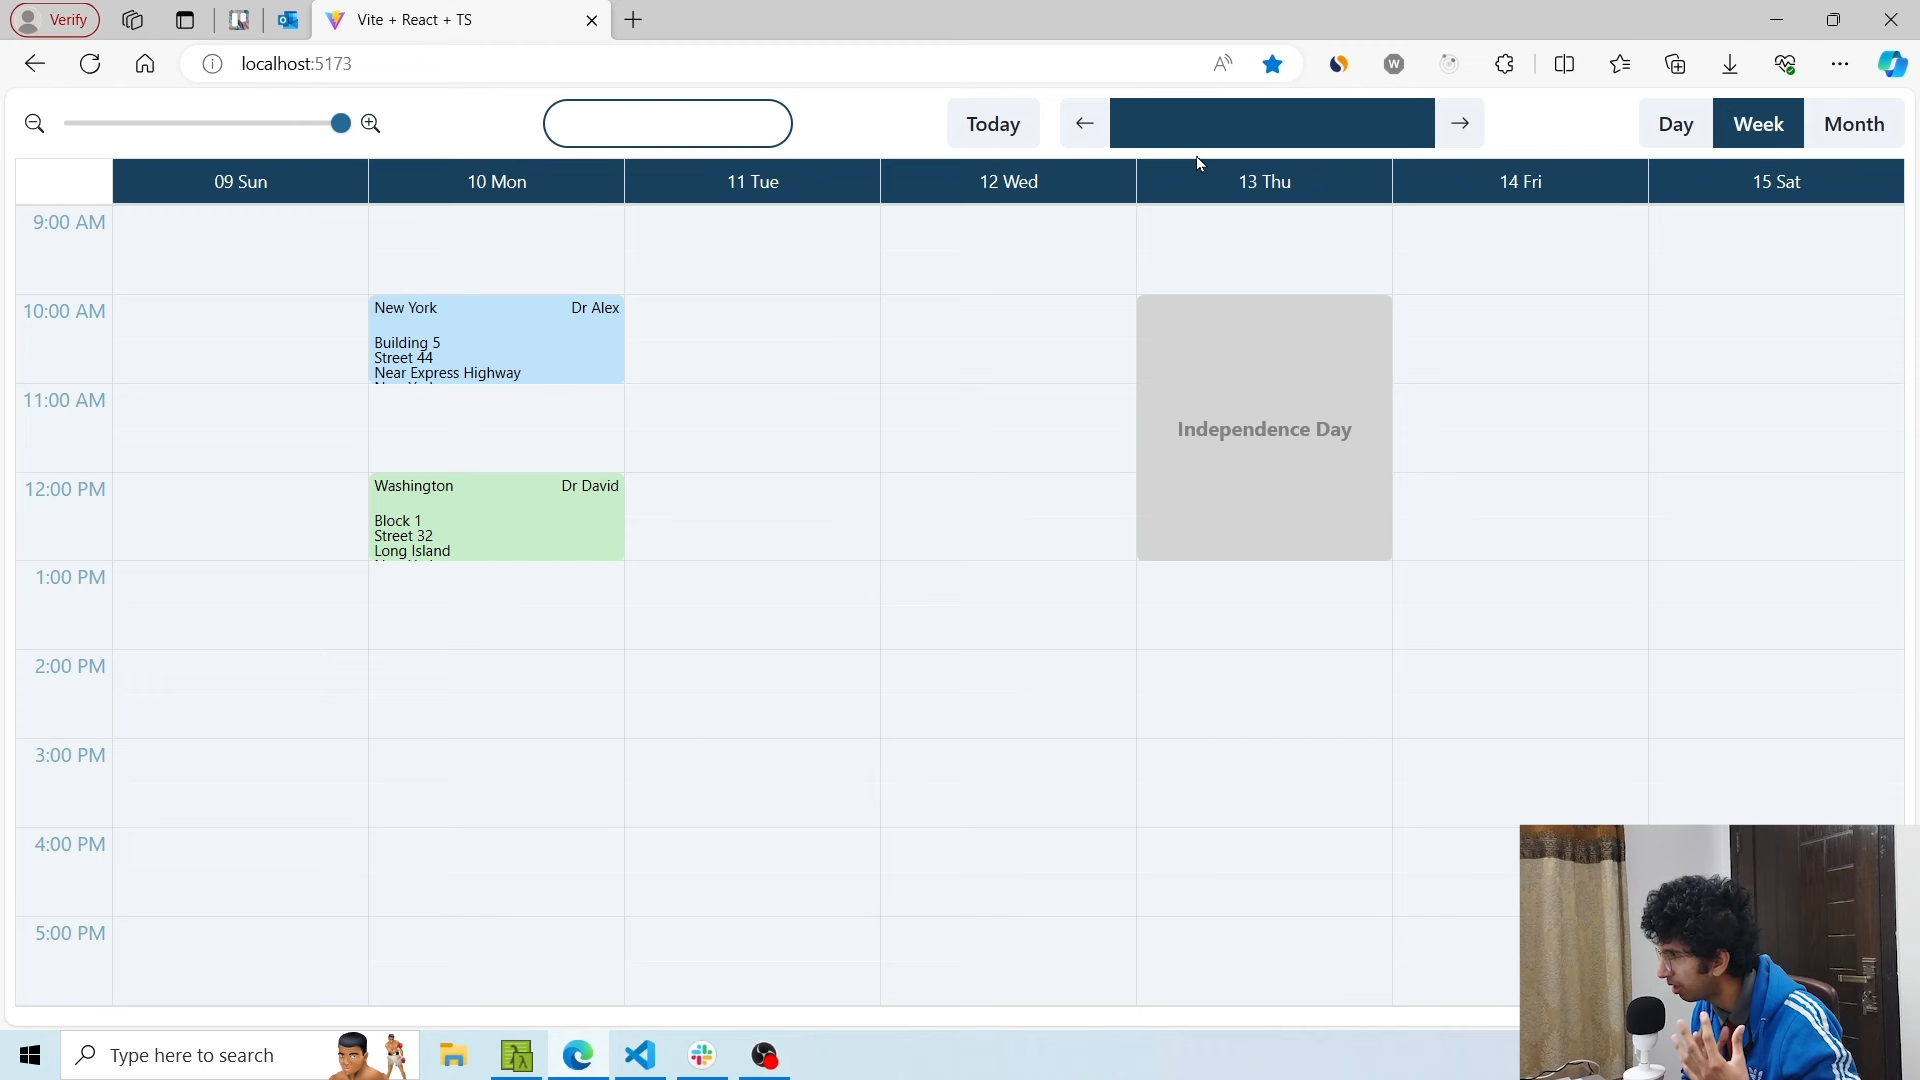 Verify
Vite + React + TS
localhost:5173
W
Today
Day
Week
Month
09 Sun
10 Mon
11 Tue
12 Wed
13 Thu
14 Fri
15 Sat
9:00 AM
10:00 AM
New York
Dr Alex
Building 5
Street 44
Near Express Highway
11:00 AM
Independence Day
12:00 PM
Washington
Dr David
Block 1
Street 32
Long Island
1:00 PM
2:00 PM
3:00 PM
4:00 PM
5:00 PM
Type here to search